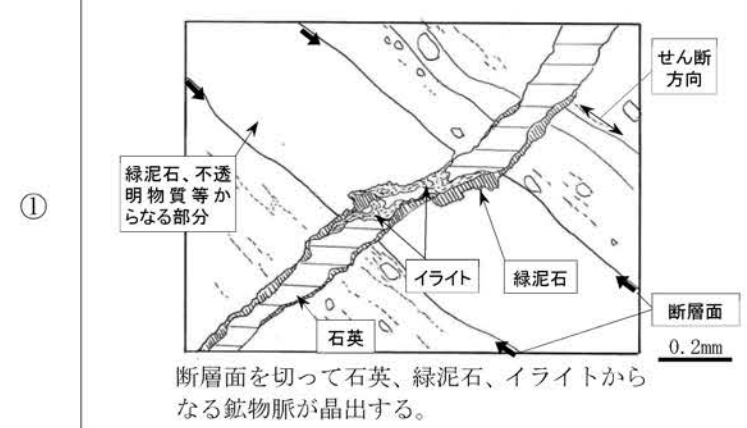 ①
せん断
方向
緑泥石、不透
明物質等か
らなる部分
イライト
緑泥石
石英
断層面
0.2mm
断層面を切って石英、緑泥石、イライトから
なる鉱物脈が晶出する。